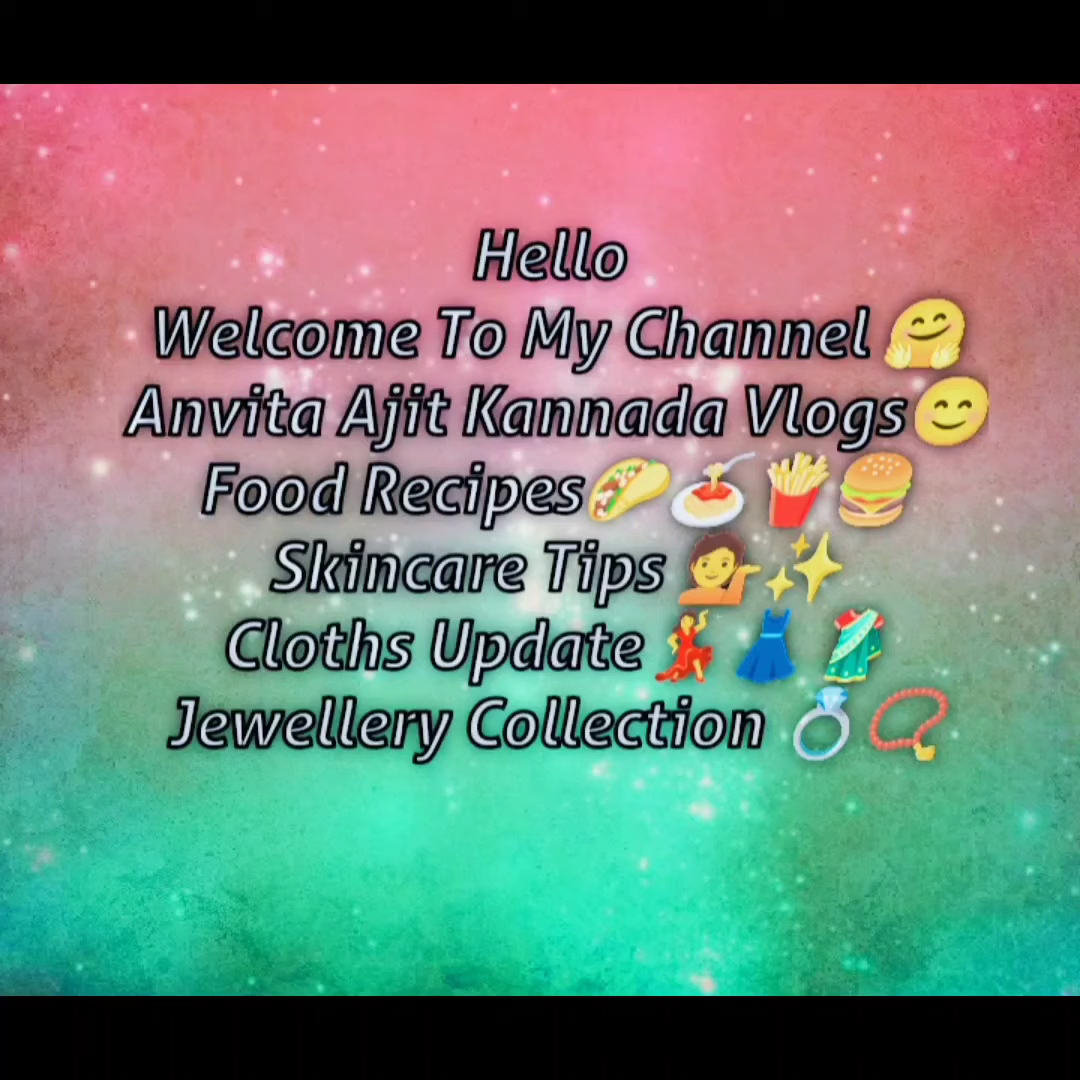 Hello
Welcome To My Channel 🤗
Anvita Ajit Kannada Vlogs😊
Food Recipes🌮🍝🍟🍔
Skincare Tips 💁✨
Cloths Update 💃👗🥻
Jewellery Collection 💍📿